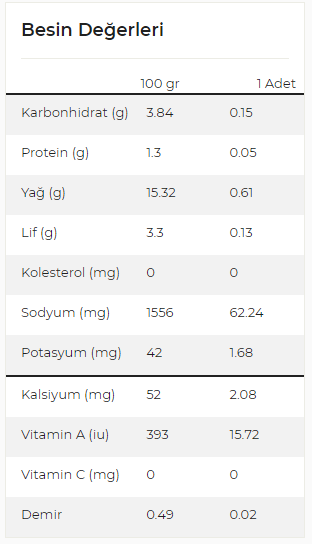 Besin Değerleri
100 gr 1 Adet
Karbonhidrat (g) 3.84 0.15
Protein (g) 1.3 0.05
Yağ (g) 15.32 0.61
Lif (g) 3.3 0.13
Kolesterol (mg) 0 0
Sodyum (mg) 1556 62.24
Potasyum (mg) 42 1.68
Kalsiyum (mg) 52 2.08
Vitamin A (iu) 393 15.72
Vitamin C (mg) 0 0
Demir 0.49 0.02